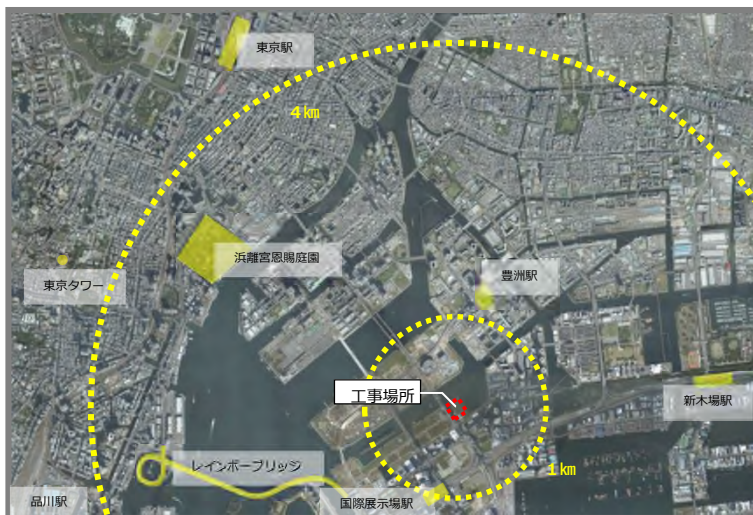 東京駅
4km
浜離宮恩賜庭園
東京タワー
豊洲駅
工事場所
新木場駅
レインボーブリッジ
1km
品川駅
国際展示場駅